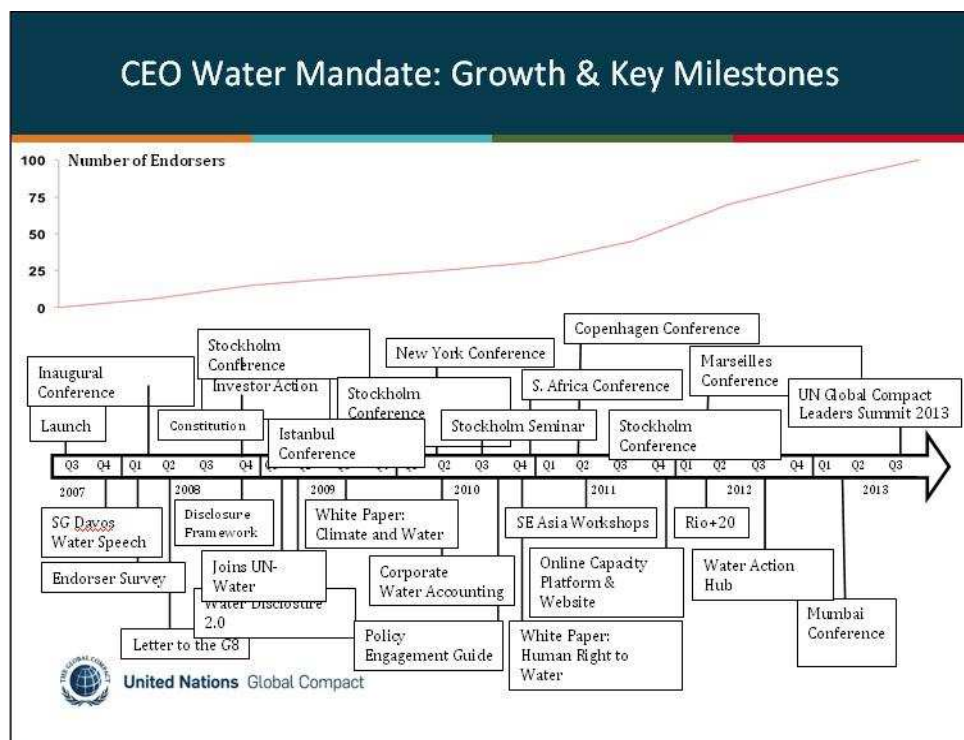 CEO Water Mandate: Growth & Key Milestones
100
Number of Endorsers
75
50
25
0
Inaugural
Conference
Launch
Stockholm
Conference
Investor Action
Constitution
Istanbul
Conference
Stockholm
Conference
New York Conference
Stockholm Seminar
S. Africa Conference
Copenhagen Conference
Stockholm
Conference
Marseilles
Conference
UN Global Compact
Leaders Summit 2013
Q3 Q4 Q1 Q2 Q3 Q4
Q2 Q3 Q4 Q1 Q2 Q3 Q4 Q1 Q2 Q3 Q4 Q1 Q2 Q3
2007 2008 2009 2010 2011 2012 2013
SG Davos
Water Speech
Endorser Survey
Letter to the G8
Disclosure
Framework
Joins UN-
Water
Water Disclosure
2.0
White Paper:
Climate and Water
Corporate
Water Accounting
Policy
Engagement Guide
SE Asia Workshops
Online Capacity
Platform &
Website
White Paper:
Human Right to
Water
Rio+20
Water Action
Hub
Mumbai
Conference
THE GLOBAL COMPACT
United Nations Global Compact